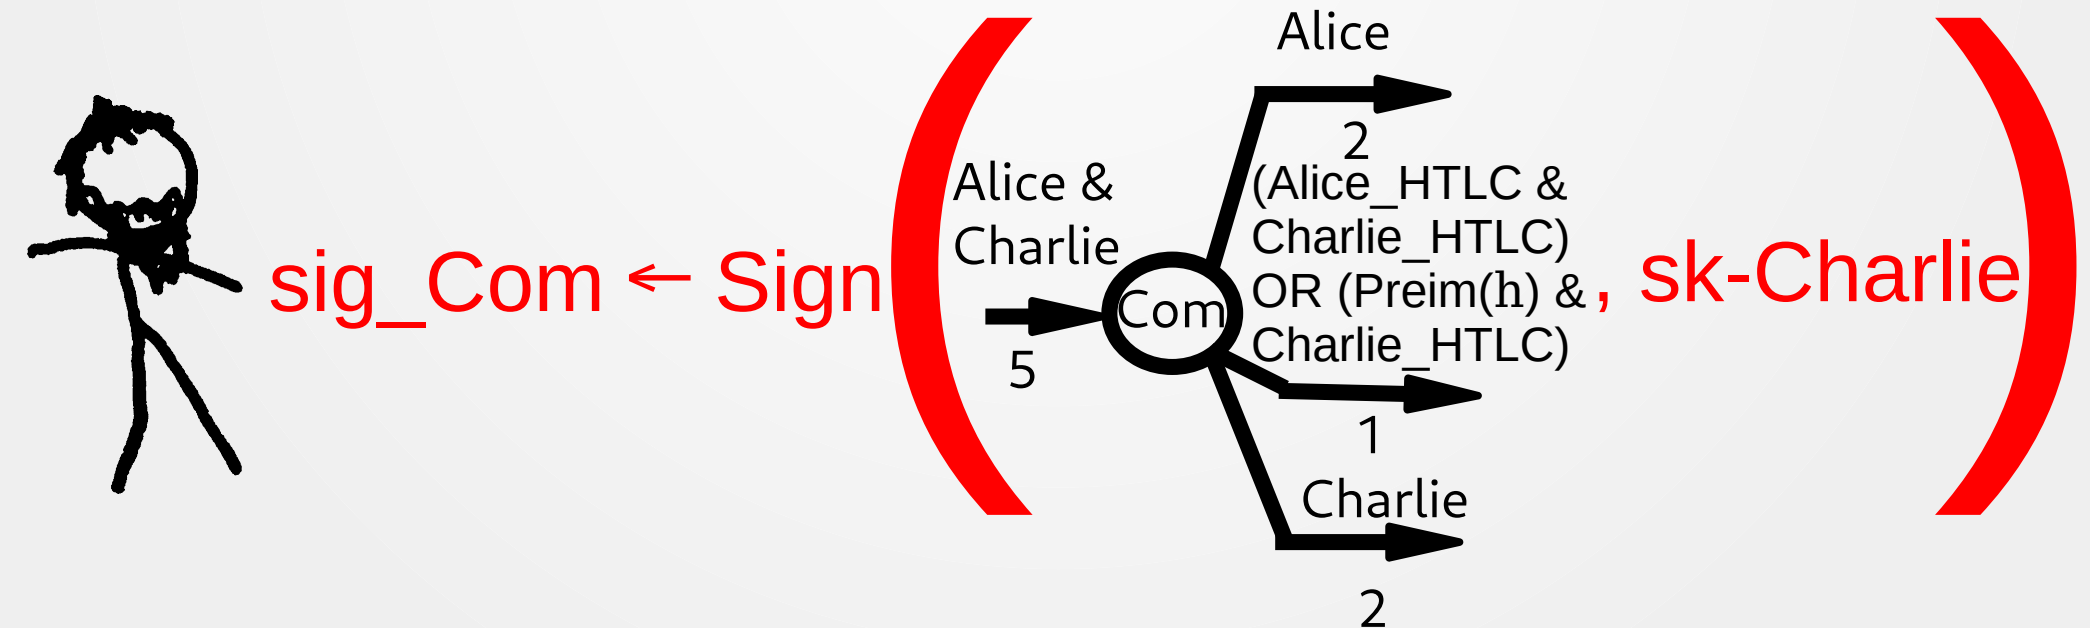 sig_Com ← Sign
(
Alice &
Charlie
5
Com
Alice
2
(Alice_HTLC &
Charlie_HTLC)
OR (Preim(h) &
Charlie_HTLC)
1
Charlie
2
, sk-Charlie
)